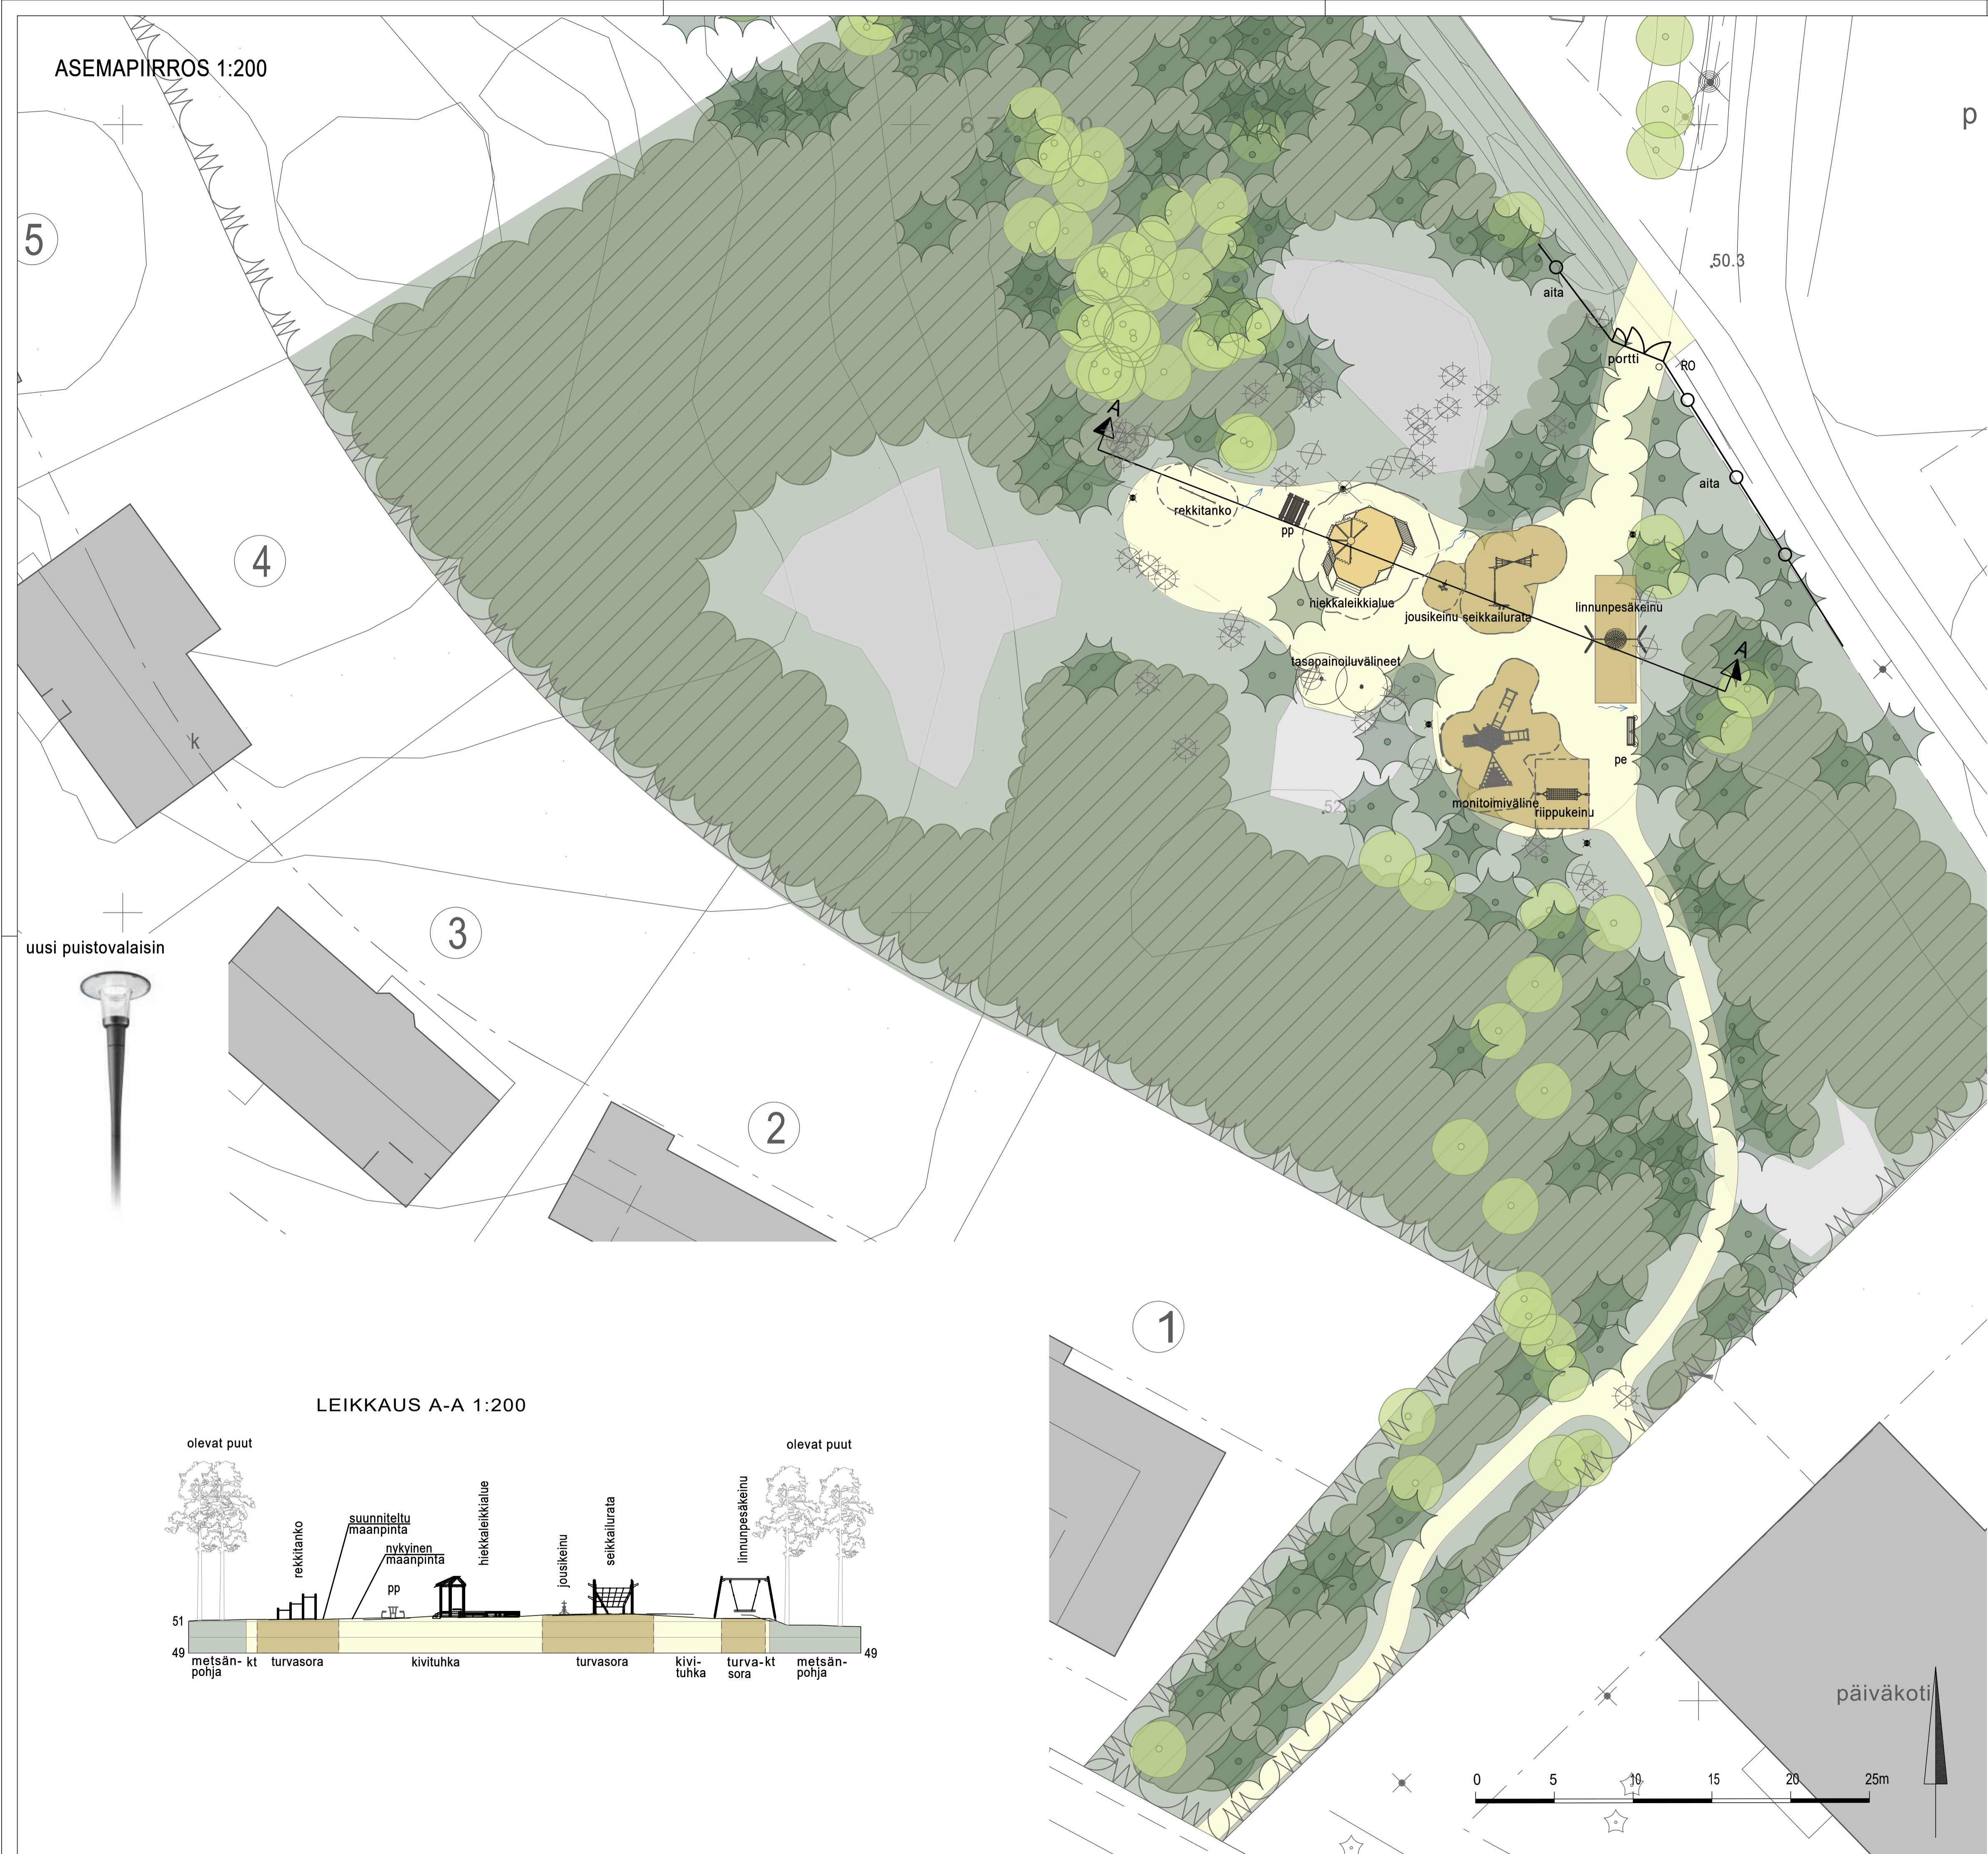 ASEMAPIIRROS 1:200
p
5
50.3
aita
portti
RO
A
aita
rekkitanko
pp
4
hiekkaleikkialue
jousikeinu
seikkailurata
linnunpesäkeinu
A
tasapainoiluvälineet
k
pe
monitoimiväline
riippukeinu
52.5
3
uusi puistovalaisin
2
1
LEIKKAUS A-A 1:200
olevat puut
olevat puut
rekkitanko
suunniteltu
maanpinta
nykyinen
maanpinta
pp
hiekkaleikkialue
jousikeinu
seikkailurata
linnunpesäkeinu
51
49
49
metsän-
pohja
kt
turvasora
kivituhka
turvasora
kivi-
tuhka
turva-
sora
kt
metsän-
pohja
päiväkoti
0
5
10
15
20
25m